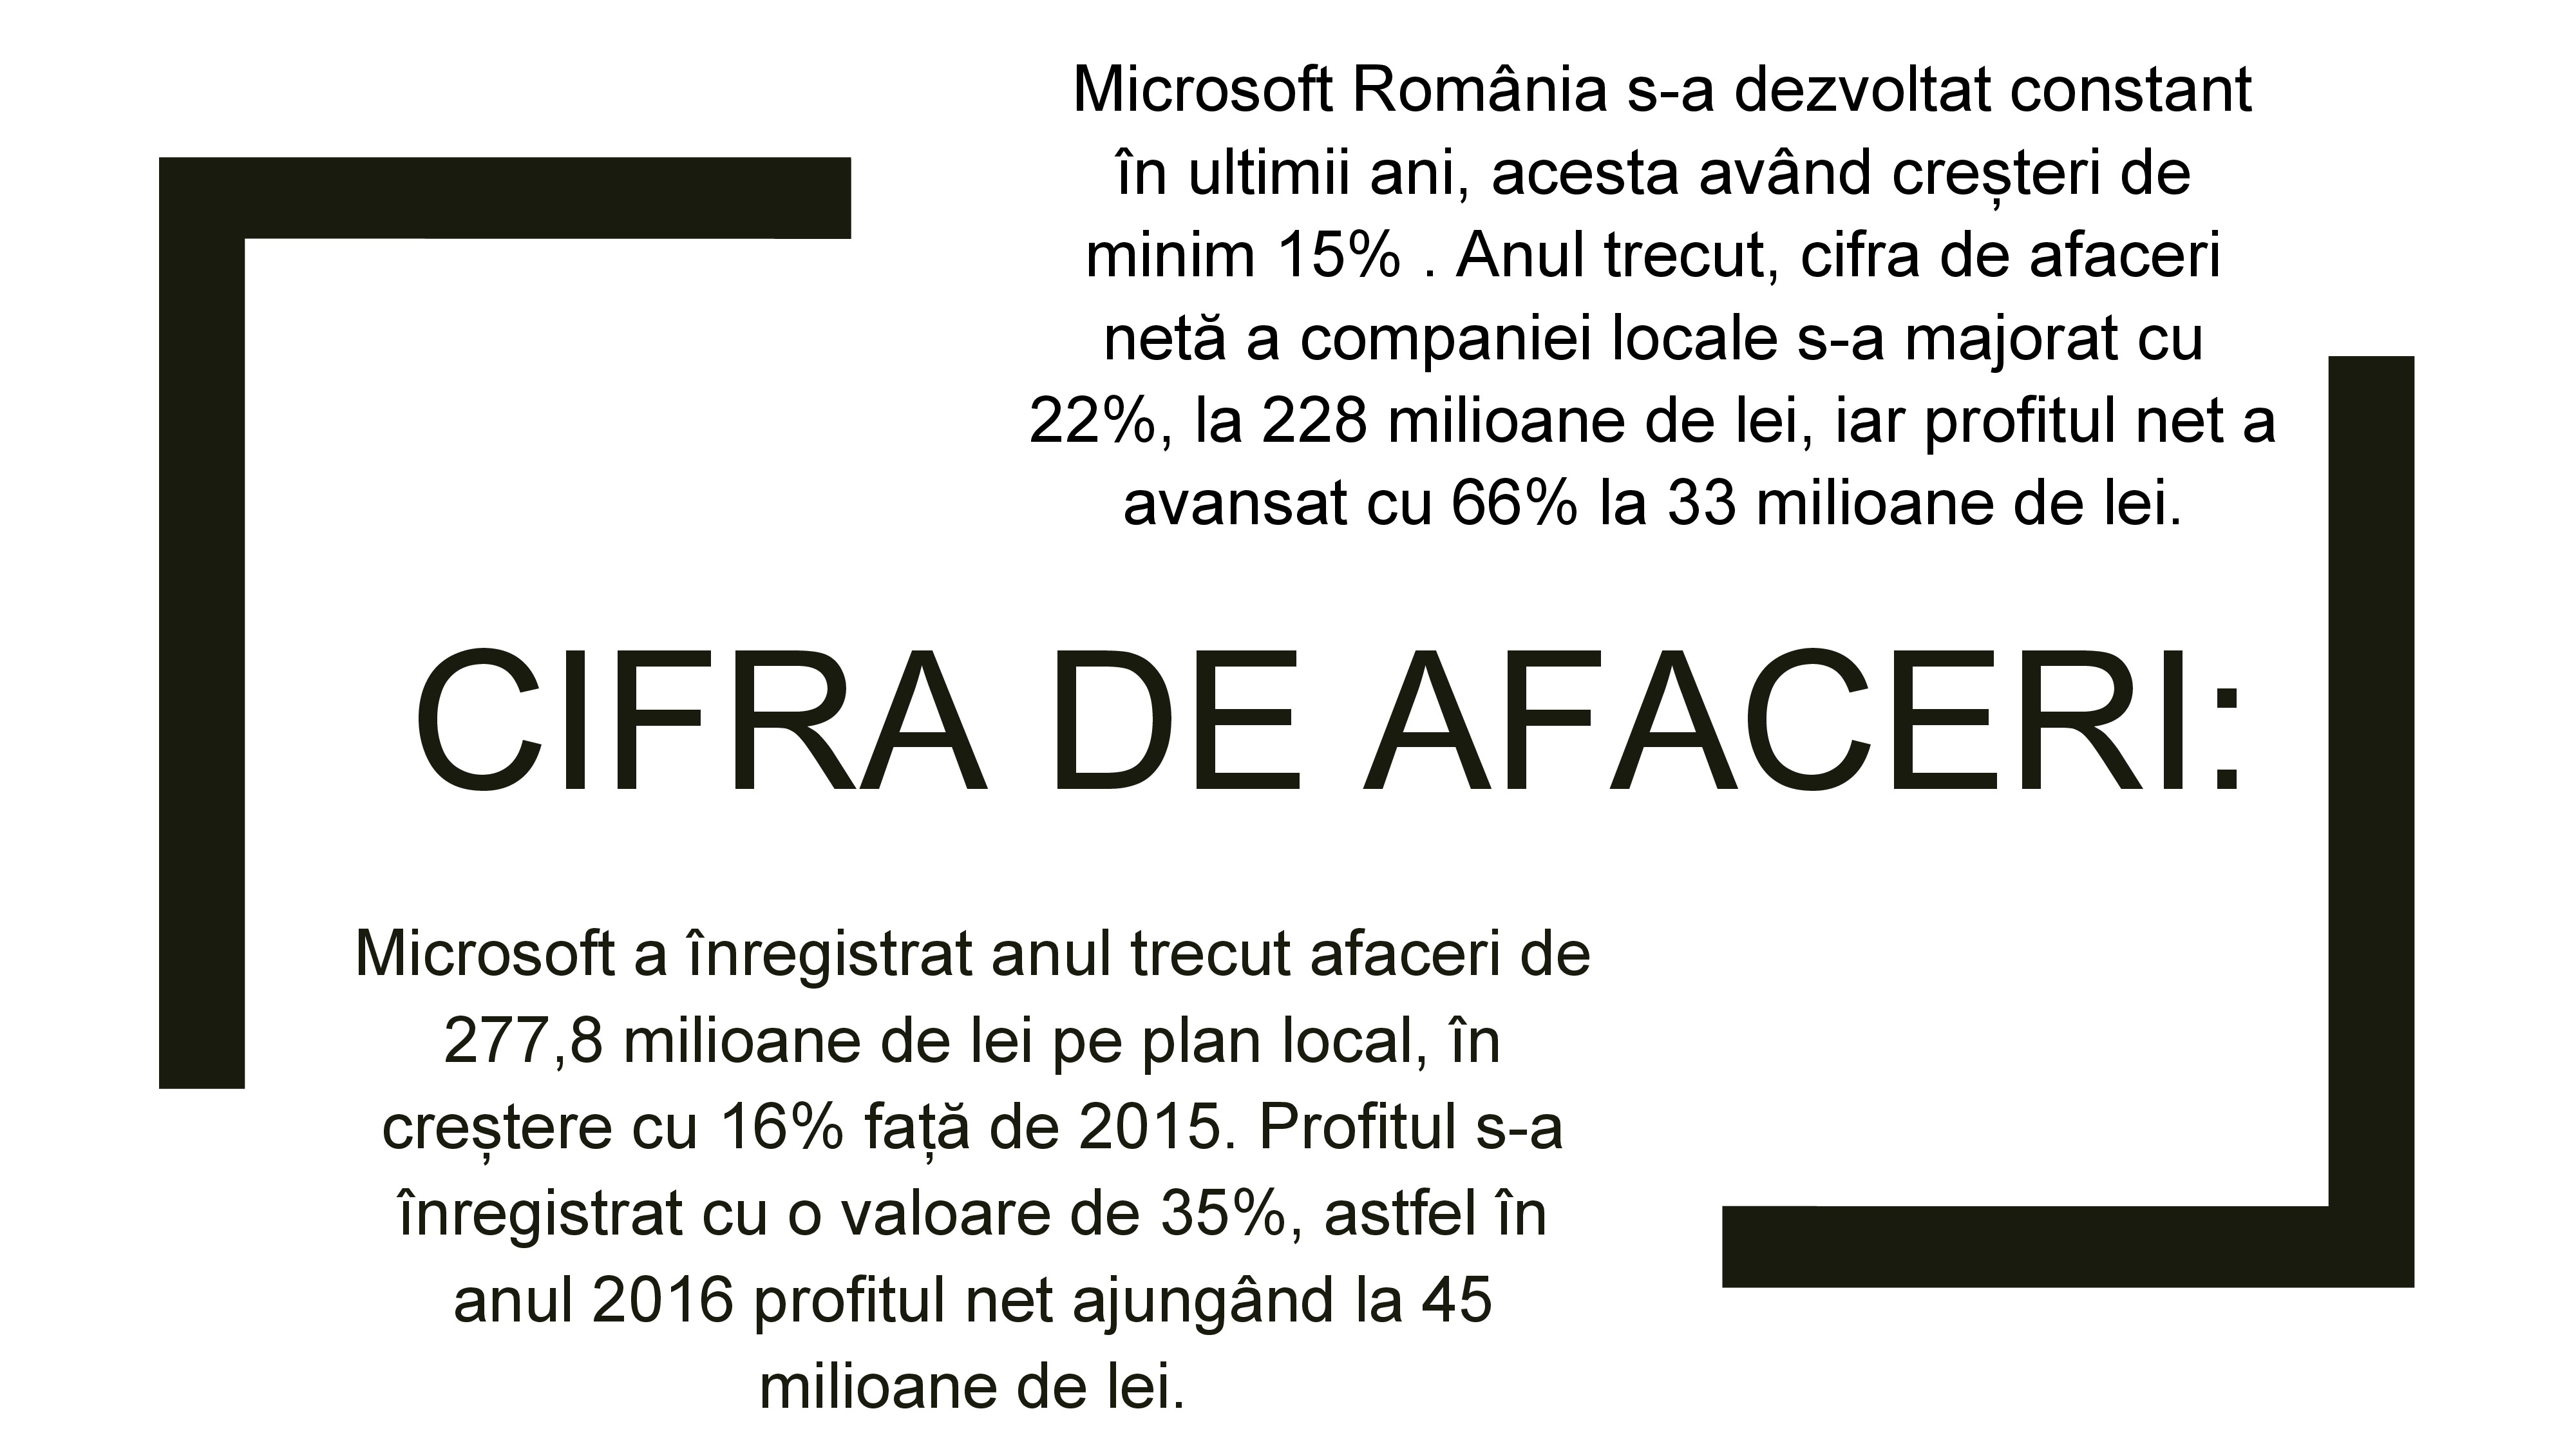 Microsoft România s-a dezvoltat constant
în ultimii ani, acesta având creșteri de
minim 15% . Anul trecut, cifra de afaceri
netă a companiei locale s-a majorat cu
22%, la 228 milioane de lei, iar profitul net a
avansat cu 66% la 33 milioane de lei.
CIFRA DE AFACERI:
Microsoft a înregistrat anul trecut afaceri de
277,8 milioane de lei pe plan local, în
creștere cu 16% față de 2015. Profitul s-a
înregistrat cu o valoare de 35%, astfel în
anul 2016 profitul net ajungând la 45
milioane de lei.